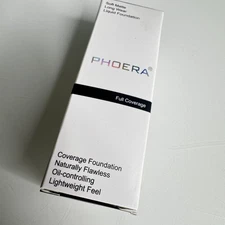 Soft Matte
Long Wear
Liquid Foundation
PHOERA®
Full Coverage
Coverage Foundation
Naturally Flawless
Oil-controlling
Lightweight Feel